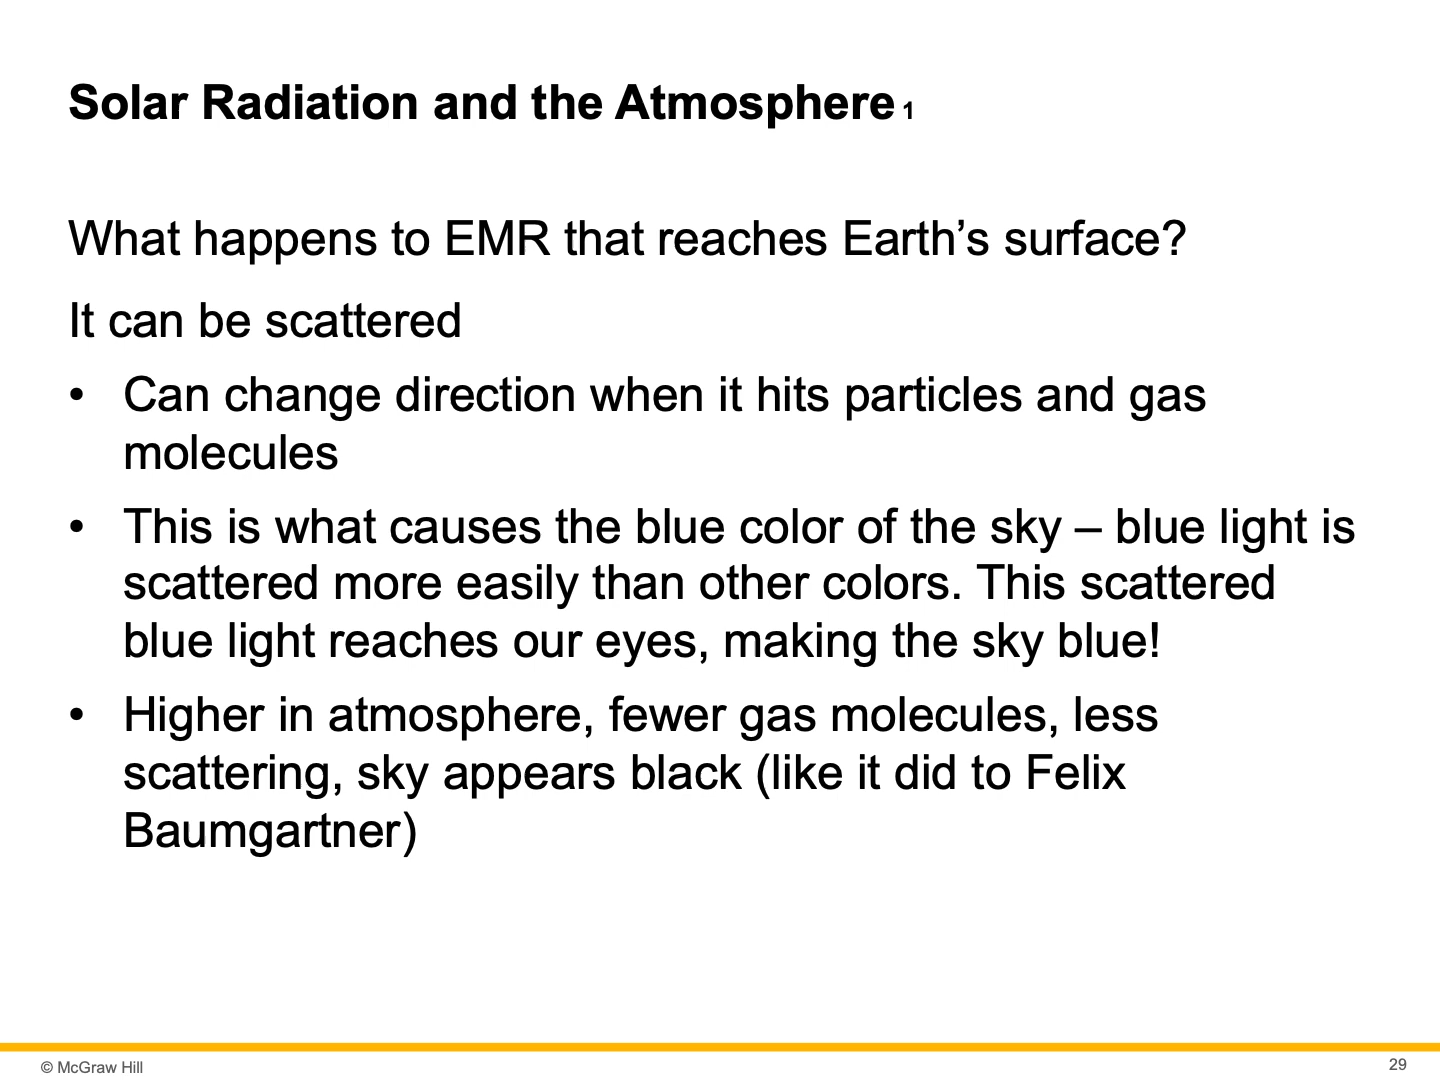 Solar Radiation and the Atmosphere 1
What happens to EMR that reaches Earth’s surface?
It can be scattered
• Can change direction when it hits particles and gas
molecules
• This is what causes the blue color of the sky – blue light is
scattered more easily than other colors. This scattered
blue light reaches our eyes, making the sky blue!
• Higher in atmosphere, fewer gas molecules, less
scattering, sky appears black (like it did to Felix
Baumgartner)
© McGraw Hill
29